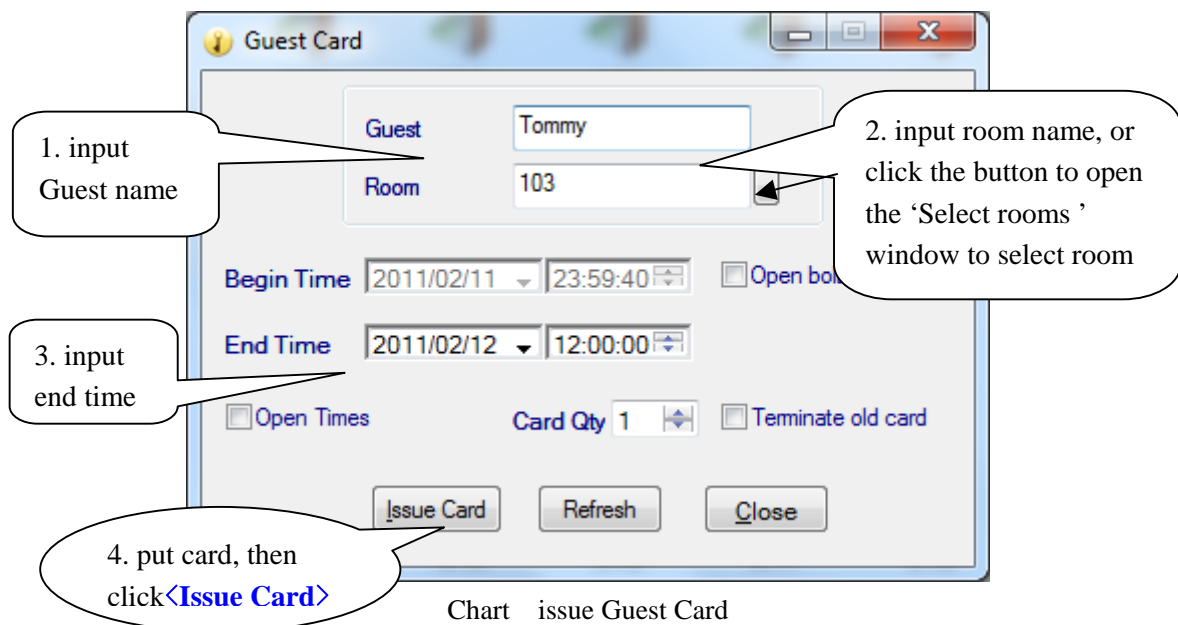 Guest Card
1. input
Guest name
Guest
Tommy
Room
103
2. input room name, or
click the button to open
the ‘Select rooms ’
window to select room
Begin Time 2011/02/11 23:59:40 Open
End Time 2011/02/12 12:00:00
3. input
end time
Open Times Card Qty 1 Terminate old card
Issue Card Refresh Close
4. put card, then
click<Issue Card>
Chart issue Guest Card